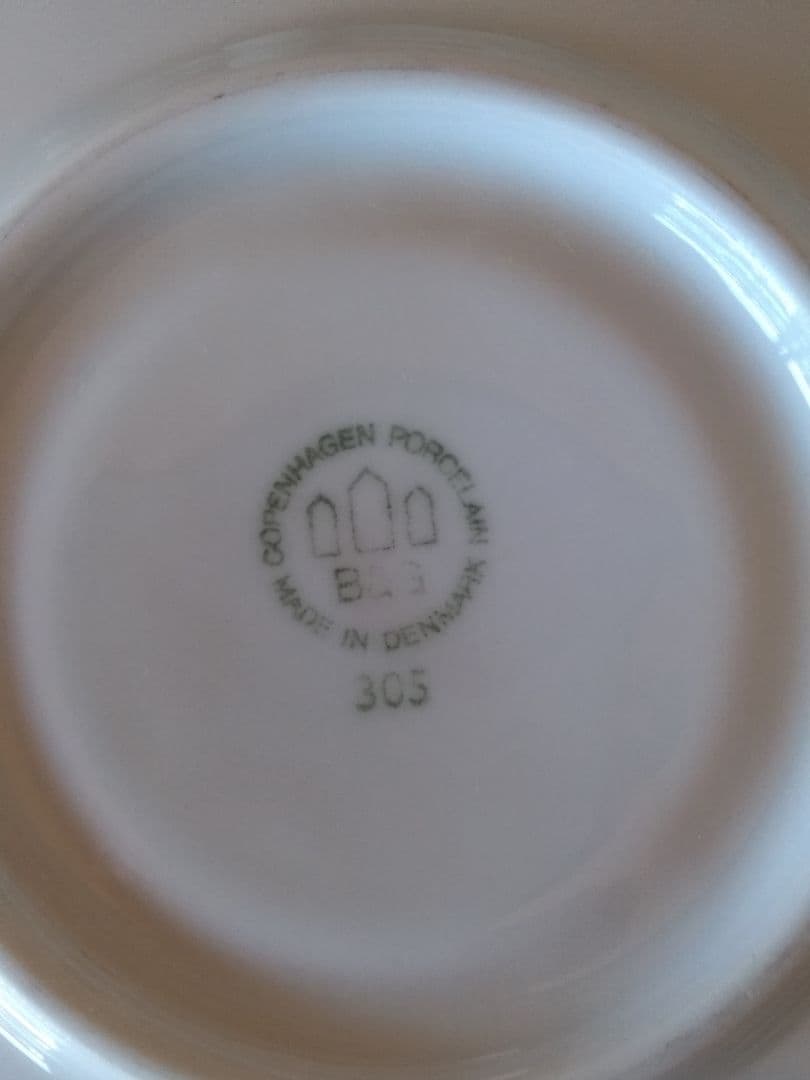 COPENHAGEN PORCELAIN
B&G
MADE IN DENMARK
305